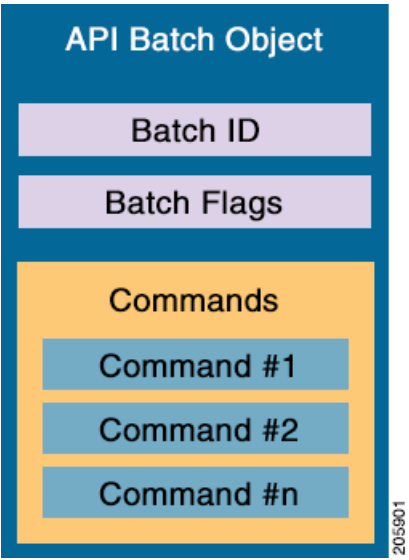 API Batch Object
Batch ID
Batch Flags
Commands
Command #1
Command #2
Command #n
205901